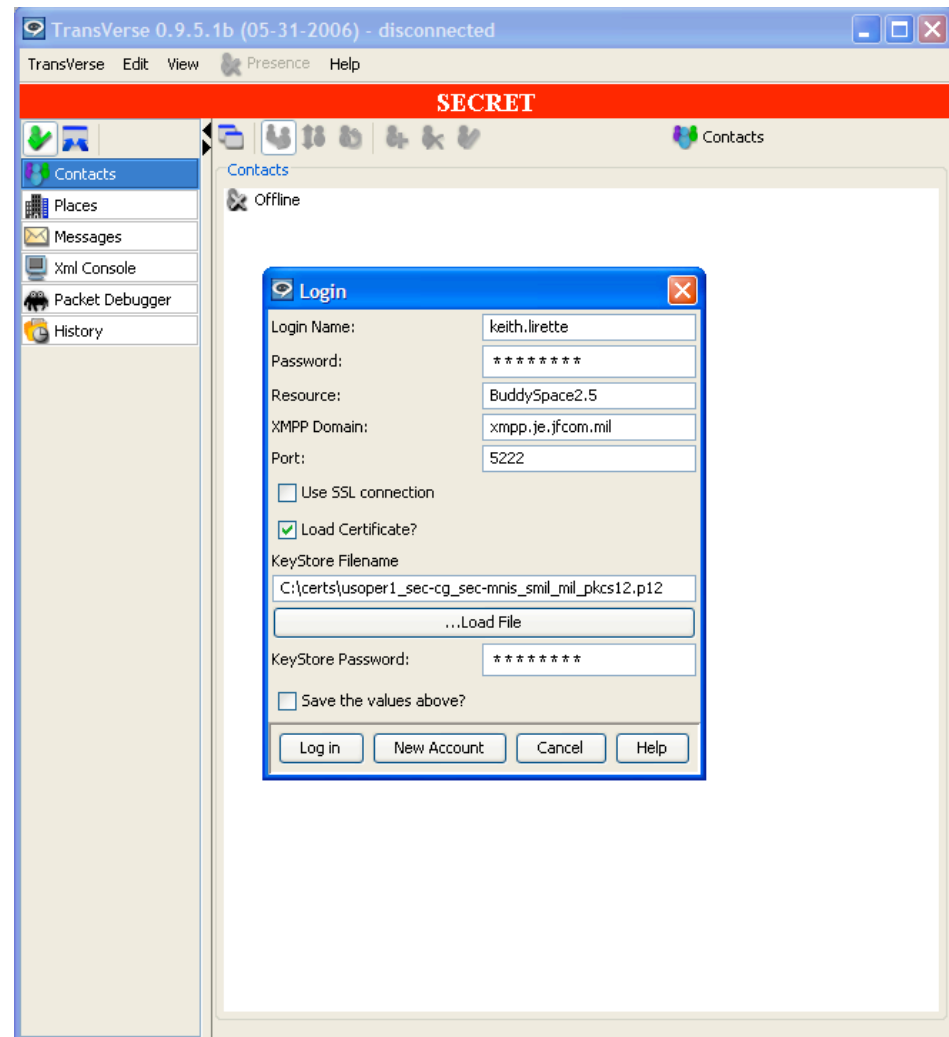 TransVerse 0.9.5.1b (05-31-2006) - disconnected
TransVerse Edit View Presence Help
SECRET
Contacts
Contacts
Places
Messages
Xml Console
Packet Debugger
History
Contacts
Offline
Login
Login Name: keith.lirette
Password: ********
Resource: BuddySpace2.5
XMPP Domain: xmpp.je.jfcom.mil
Port: 5222
Use SSL connection
Load Certificate?
KeyStore Filename
C:\certs\usoper1_sec-cg_sec-mnis_smil_mil_pkcs12.p12
...Load File
KeyStore Password: ********
Save the values above?
Log in New Account Cancel Help